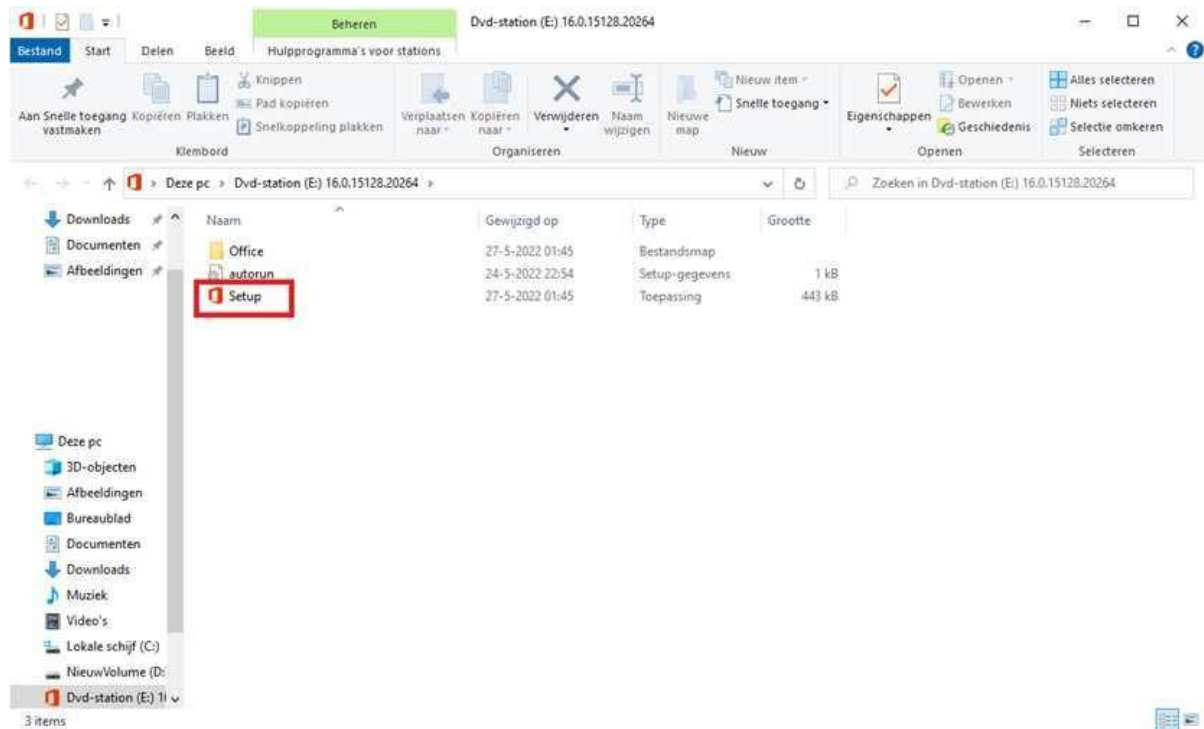 Beheren
Dvd-station (E:) 16.0.15128.20264
Bestand Start Delen Beeld Hulpprogramma's voor stations
Aan Snelle toegang vastmaken
Kopiëren
Plakken
Knippen
Pad kopiëren
Snelkoppeling plakken
Klembord
Verplaatsen naar
Kopiëren naar
Verwijderen
Naam wijzigen
Organiseren
Nieuwe map
Nieuw item
Snelle toegang
Nieuw
Eigenschappen
Openen
Bewerken
Geschiedenis
Openen
Alles selecteren
Niets selecteren
Selectie omkeren
Selecteren
Deze pc > Dvd-station (E:) 16.0.15128.20264 >
Zoeken in Dvd-station (E:) 16.0.15128.20264
Naam Gewijzigd op Type Grootte
Office 27-5-2022 01:45 Bestandsmap
autorun 24-5-2022 22:54 Setup-gegevens 1 kB
Setup 27-5-2022 01:45 Toepassing 443 kB
Downloads
Documenten
Afbeeldingen
Deze pc
3D-objecten
Afbeeldingen
Bureaublad
Documenten
Downloads
Muziek
Video's
Lokale schijf (C:)
NieuwVolume (D:
Dvd-station (E:) 1
3 items